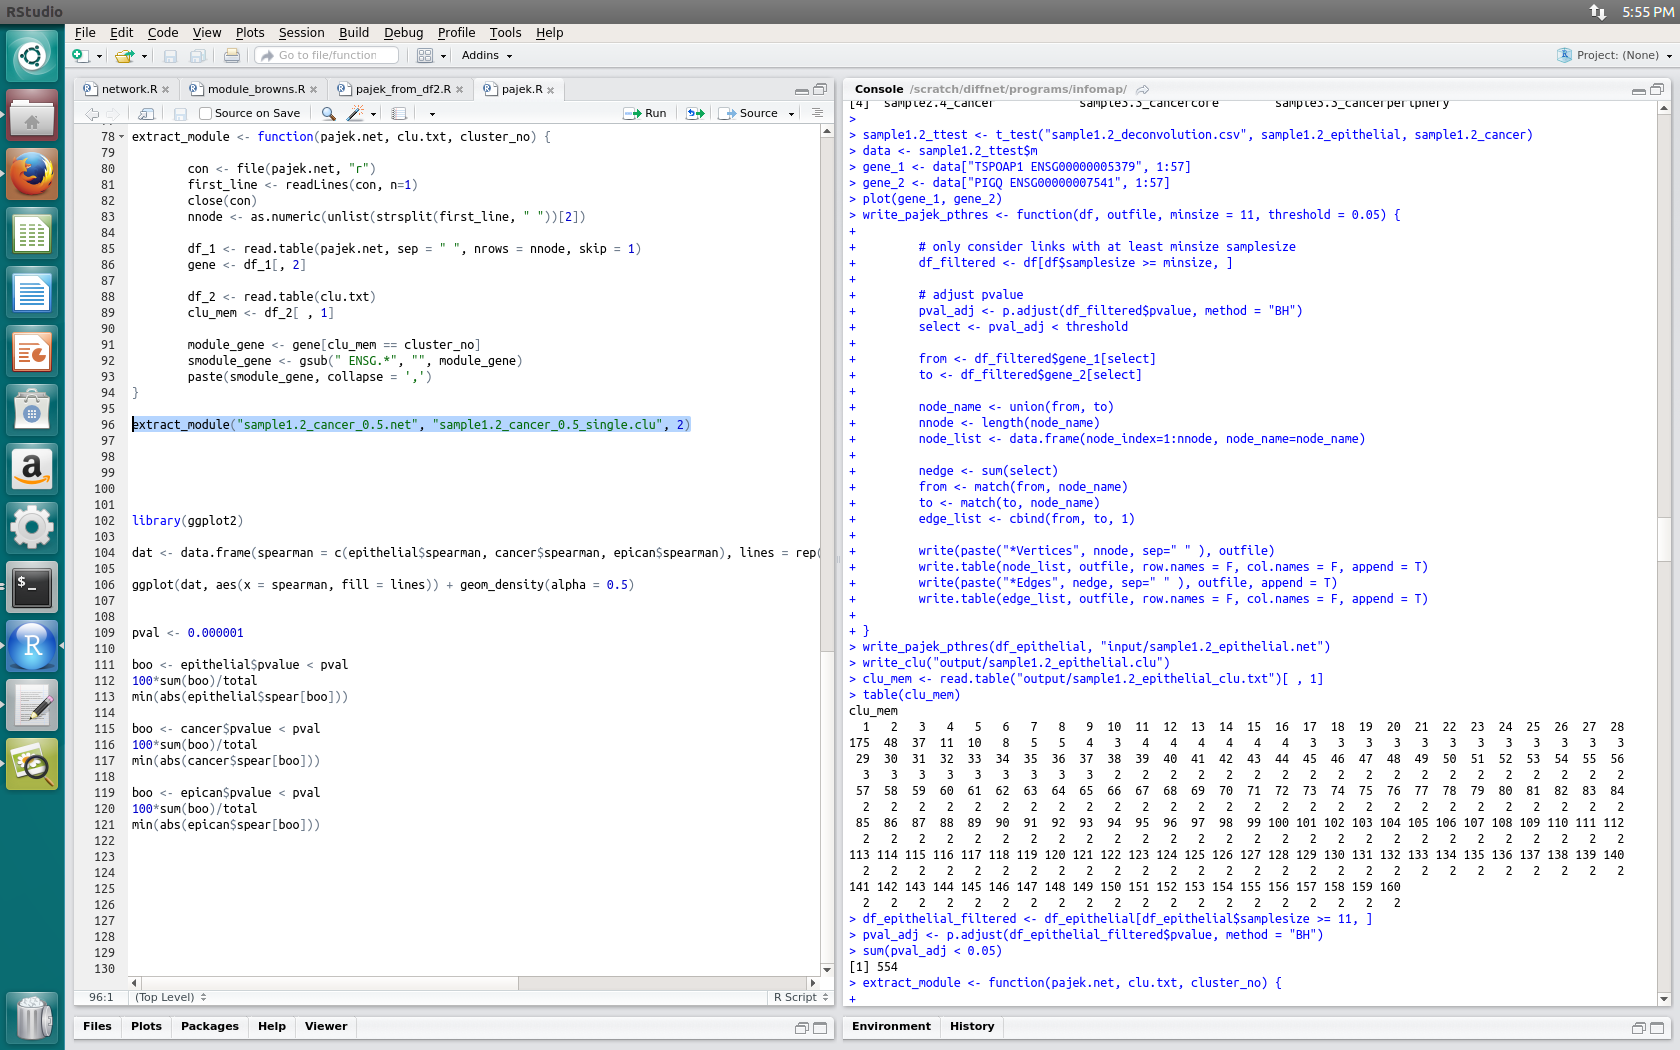 RStudio
5:55 PM
File Edit Code View Plots Session Build Debug Profile Tools Help
Go to file/function
Addins
Project: (None)
network.R
module_browns.R
pajek_from_df2.R
pajek.R
Source on Save
Run
Source
78 extract_module <- function(pajek.net, clu.txt, cluster_no) {
79
80 con <- file(pajek.net, "r")
81 first_line <- readLines(con, n=1)
82 close(con)
83 nnode <- as.numeric(unlist(strsplit(first_line, " "))[2])
84
85 df_1 <- read.table(pajek.net, sep = " ", nrows = nnode, skip = 1)
86 gene <- df_1[, 2]
87
88 df_2 <- read.table(clu.txt)
89 clu_mem <- df_2[ , 1]
90
91 module_gene <- gene[clu_mem == cluster_no]
92 smodule_gene <- gsub(" ENSG.*", "", module_gene)
93 paste(smodule_gene, collapse = ',')
94 }
95
96 extract_module("sample1.2_cancer_0.5.net", "sample1.2_cancer_0.5_single.clu", 2)
97
98
99
100
101
102 library(ggplot2)
103
104 dat <- data.frame(spearman = c(epithelial$spearman, cancer$spearman, epican$spearman), lines = rep(
105
106 ggplot(dat, aes(x = spearman, fill = lines)) + geom_density(alpha = 0.5)
107
108
109 pval <- 0.000001
110
111 boo <- epithelial$pvalue < pval
112 100*sum(boo)/total
113 min(abs(epithelial$spear[boo]))
114
115 boo <- cancer$pvalue < pval
116 100*sum(boo)/total
117 min(abs(cancer$spear[boo]))
118
119 boo <- epican$pvalue < pval
120 100*sum(boo)/total
121 min(abs(epican$spear[boo]))
122
123
124
125
126
127
128
129
130
96:1 (Top Level) R Script
Files Plots Packages Help Viewer
Console /scratch/diffnet/programs/infomap/
[4] sample2.4_cancer sample3.3_cancercore sample3.3_cancerperiphery
>
> sample1.2_ttest <- t_test("sample1.2_deconvolution.csv", sample1.2_epithelial, sample1.2_cancer)
> data <- sample1.2_ttest$m
> gene_1 <- data["TSPOAP1 ENSG00000005379", 1:57]
> gene_2 <- data["PIGQ ENSG00000007541", 1:57]
> plot(gene_1, gene_2)
> write_pajek_pthres <- function(df, outfile, minsize = 11, threshold = 0.05) {
+
+ # only consider links with at least minsize samplesize
+ df_filtered <- df[df$samplesize >= minsize, ]
+
+ # adjust pvalue
+ pval_adj <- p.adjust(df_filtered$pvalue, method = "BH")
+ select <- pval_adj < threshold
+
+ from <- df_filtered$gene_1[select]
+ to <- df_filtered$gene_2[select]
+
+ node_name <- union(from, to)
+ nnode <- length(node_name)
+ node_list <- data.frame(node_index=1:nnode, node_name=node_name)
+
+ nedge <- sum(select)
+ from <- match(from, node_name)
+ to <- match(to, node_name)
+ edge_list <- cbind(from, to, 1)
+
+ write(paste("*Vertices", nnode, sep=" " ), outfile)
+ write.table(node_list, outfile, row.names = F, col.names = F, append = T)
+ write(paste("*Edges", nedge, sep=" " ), outfile, append = T)
+ write.table(edge_list, outfile, row.names = F, col.names = F, append = T)
+
+ }
> write_pajek_pthres(df_epithelial, "input/sample1.2_epithelial.net")
> write_clu("output/sample1.2_epithelial.clu")
> clu_mem <- read.table("output/sample1.2_epithelial_clu.txt")[ , 1]
> table(clu_mem)
clu_mem
1 2 3 4 5 6 7 8 9 10 11 12 13 14 15 16 17 18 19 20 21 22 23 24 25 26 27 28
175 48 37 11 10 8 5 5 4 3 4 4 4 4 4 3 3 3 3 3 3 3 3 3 3 3 3 3
29 30 31 32 33 34 35 36 37 38 39 40 41 42 43 44 45 46 47 48 49 50 51 52 53 54 55 56
3 3 3 3 3 3 3 3 3 2 2 2 2 2 2 2 2 2 2 2 2 2 2 2 2 2 2 2
57 58 59 60 61 62 63 64 65 66 67 68 69 70 71 72 73 74 75 76 77 78 79 80 81 82 83 84
2 2 2 2 2 2 2 2 2 2 2 2 2 2 2 2 2 2 2 2 2 2 2 2 2 2 2 2
85 86 87 88 89 90 91 92 93 94 95 96 97 98 99 100 101 102 103 104 105 106 107 108 109 110 111 112
2 2 2 2 2 2 2 2 2 2 2 2 2 2 2 2 2 2 2 2 2 2 2 2 2 2 2 2
113 114 115 116 117 118 119 120 121 122 123 124 125 126 127 128 129 130 131 132 133 134 135 136 137 138 139 140
2 2 2 2 2 2 2 2 2 2 2 2 2 2 2 2 2 2 2 2 2 2 2 2 2 2 2 2
141 142 143 144 145 146 147 148 149 150 151 152 153 154 155 156 157 158 159 160
2 2 2 2 2 2 2 2 2 2 2 2 2 2 2 2 2 2 2 2
> df_epithelial_filtered <- df_epithelial[df_epithelial$samplesize >= 11, ]
> pval_adj <- p.adjust(df_epithelial_filtered$pvalue, method = "BH")
> sum(pval_adj < 0.05)
[1] 554
> extract_module <- function(pajek.net, clu.txt, cluster_no) {
+
Environment History